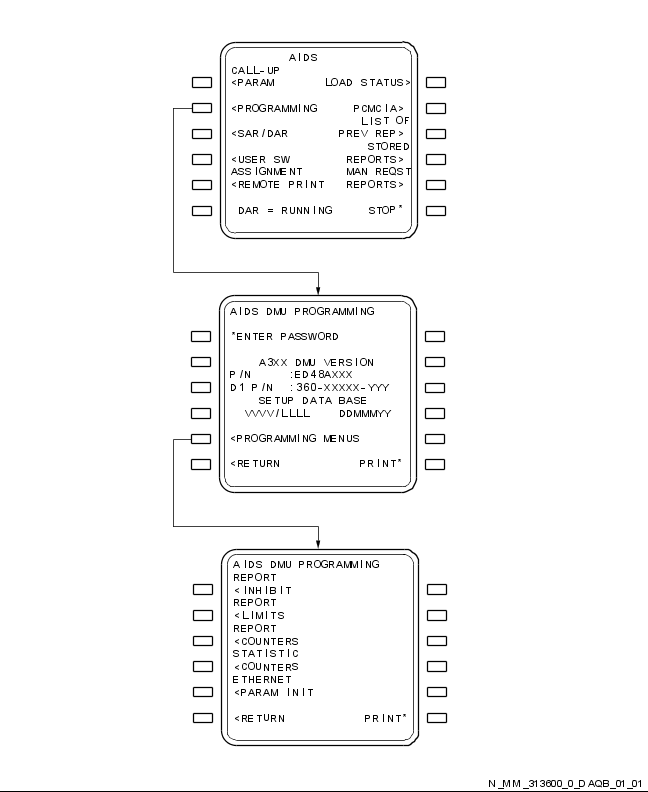 AIDS
CALL-UP
<PARAM LOAD STATUS>
<PROGRAMMING PCMCIA>
LIST OF
<SAR/DAR PREV REP>
STORED
<USER SW REPORTS>
ASSIGNMENT MAN REQST
<REMOTE PRINT REPORTS>
DAR = RUNNING STOP*
AIDS DMU PROGRAMMING
*ENTER PASSWORD
A3XX DMU VERSION
P/N :ED48AXXX
D1 P/N : 360-XXXXX-YYY
SETUP DATA BASE
VVVV/LLLL DDMMMYY
<PROGRAMMING MENUS
<RETURN PRINT*
AIDS DMU PROGRAMMING
REPORT
<INHIBIT
REPORT
<LIMITS
REPORT
<COUNTERS
STATISTIC
<COUNTERS
ETHERNET
<PARAM INIT
<RETURN PRINT*
N_MM_313600_0_DAQB_01_01